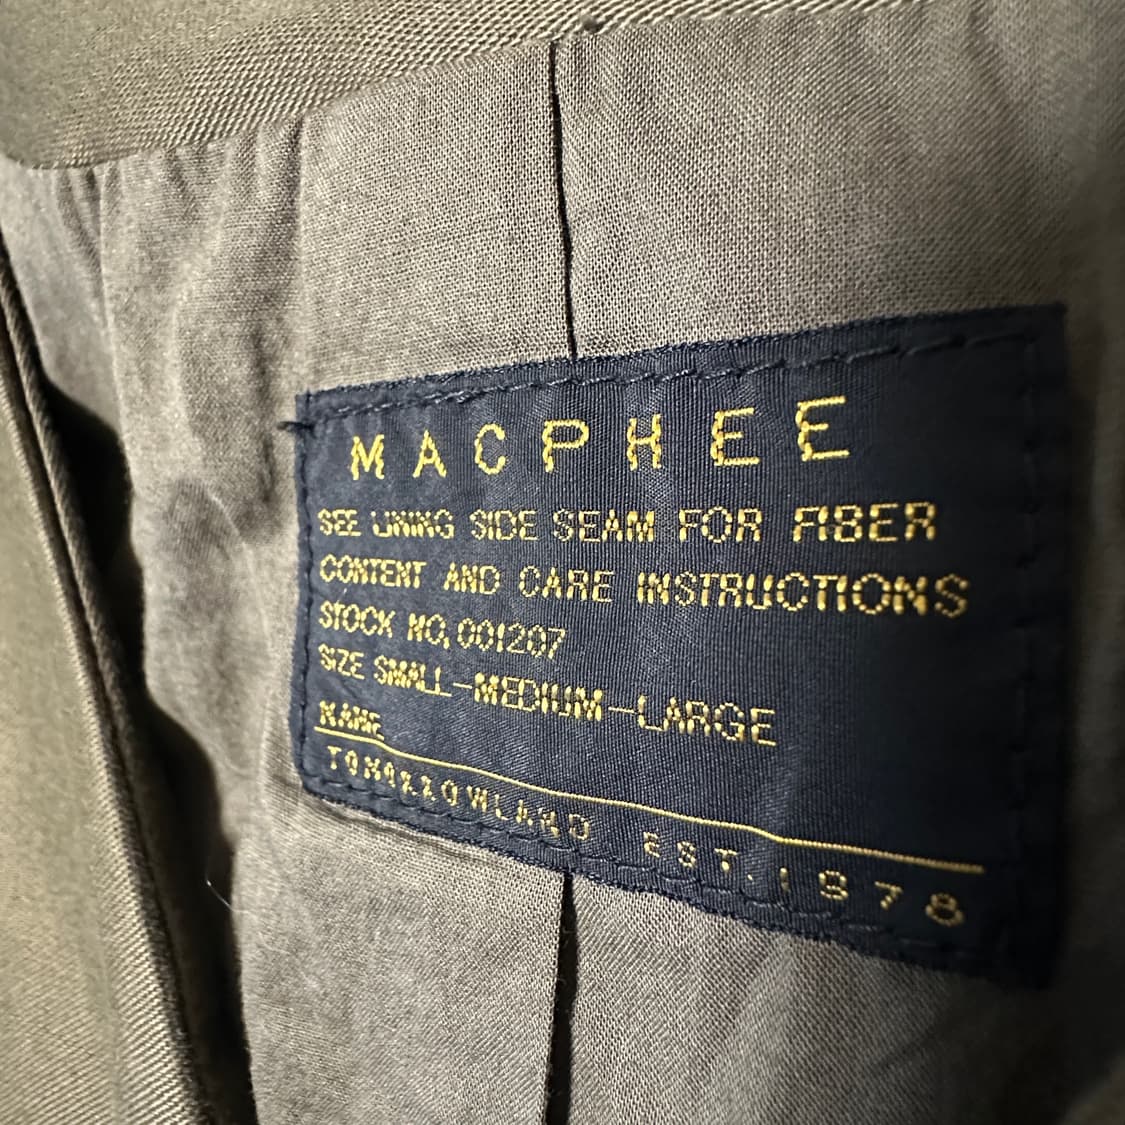 MACPHEE
SEE LINING SIDE SEAM FOR FIBER
CONTENT AND CARE INSTRUCTIONS
STOCK NO, 001207
SIZE SMALL-MEDIUM-LARGE
NAME
TOMORROWLAND EST. 1978